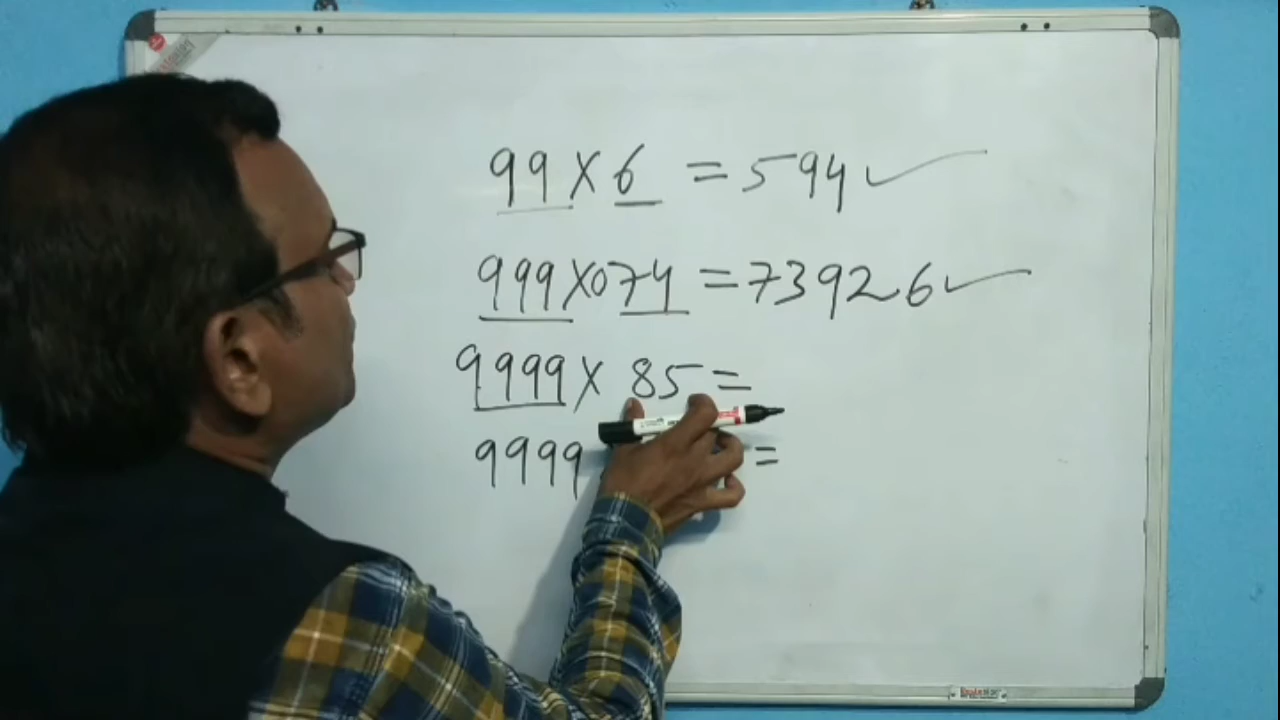 99 X 6 = 594 ✓
999 X 074 = 73926 ✓
9999 X 85 =
9999 =